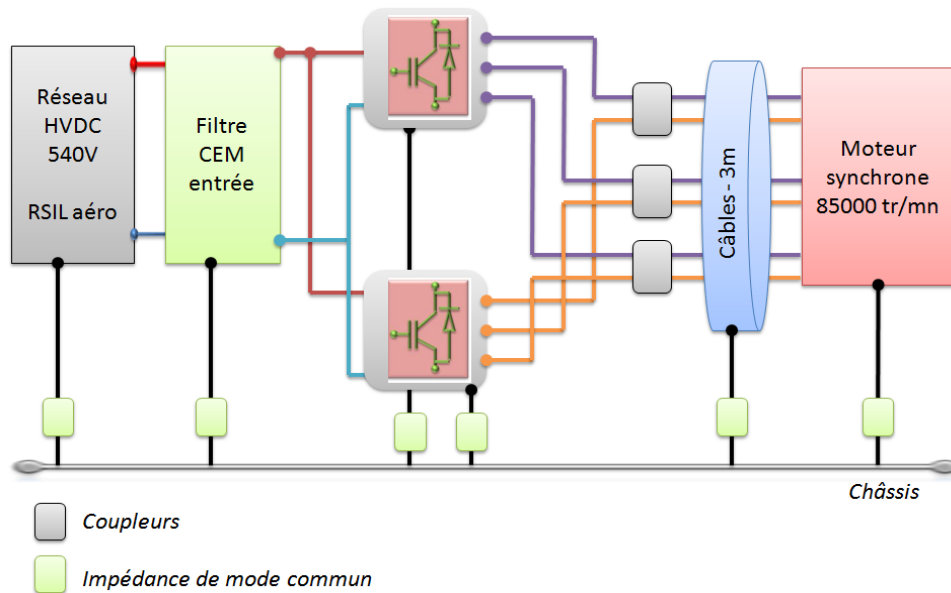 Réseau
HVDC
540V
RSIL aéro
Filtre
CEM
entrée
Câbles - 3m
Moteur
synchrone
85000 tr/mn
Châssis
Coupleurs
Impédance de mode commun